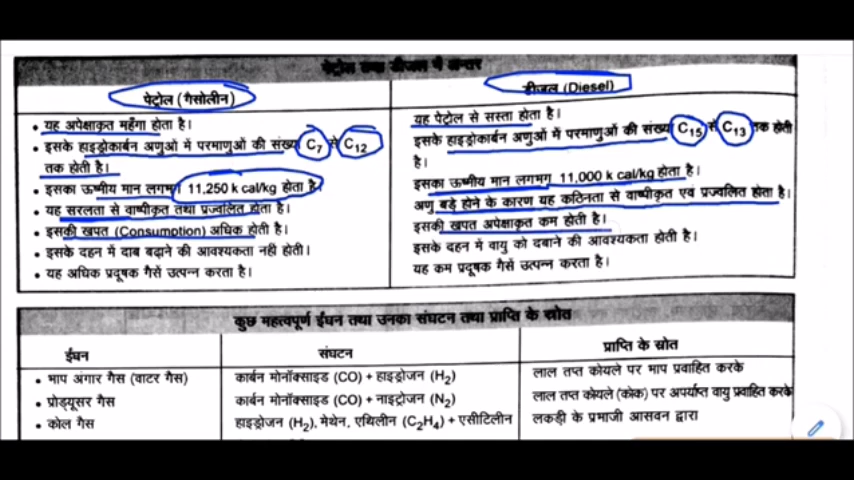 पेट्रोल तथा डीजल में अन्तर
पेट्रोल (गैसोलीन)
• यह अपेक्षाकृत महँगा होता है।
• इसके हाइड्रोकार्बन अणुओं में परमाणुओं की संख्या C7 से C12
तक होती है।
• इसका ऊष्मीय मान लगभग 11,250 k cal/kg होता है
• यह सरलता से वाष्पीकृत तथा प्रज्वलित होता है।
• इसकी खपत (Consumption) अधिक होती है।
• इसके दहन में दाब बढ़ाने की आवश्यकता नही होती।
• यह अधिक प्रदूषक गैसें उत्पन्न करता है।
डीजल (Diesel)
यह पेट्रोल से सस्ता होता है।
इसके हाइड्रोकार्बन अणुओं में परमाणुओं की संख्य C15 से C13 तक होती
है।
इसका ऊष्मीय मान लगभग 11,000 k cal/kg होता है।
अणु बड़े होने के कारण यह कठिनता से वाष्पीकृत एवं प्रज्वलित होता है।
इसकी खपत अपेक्षाकृत कम होती है।
इसके दहन में वायु को दबाने की आवश्यकता होती है।
यह कम प्रदूषक गैसें उत्पन्न करता है।
कुछ महत्वपूर्ण ईंधन तथा उनका संघटन तथा प्राप्ति के स्रोत
ईंधन संघटन प्राप्ति के स्रोत
• भाप अंगार गैस (वाटर गैस) कार्बन मोनॉक्साइड (CO) + हाइड्रोजन (H2) लाल तप्त कोयले पर भाप प्रवाहित करके
• प्रोड्यूसर गैस कार्बन मोनॉक्साइड (CO) + नाइट्रोजन (N2) लाल तप्त कोयले (कोक) पर अपर्याप्त वायु प्रवाहित करके
• कोल गैस हाइड्रोजन (H2), मेथेन, एथिलीन (C2H4) + एसीटिलीन लकड़ी के प्रभाजी आसवन द्वारा